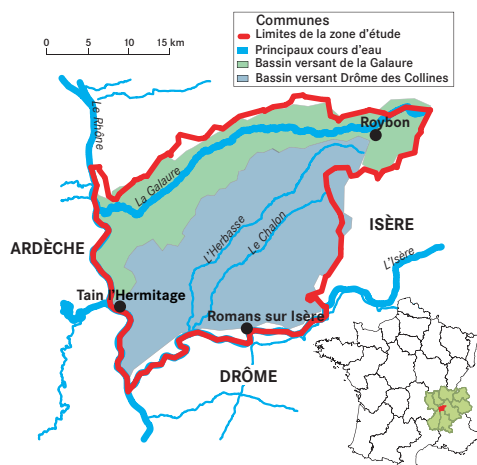 Communes
Limites de la zone d'étude
Principaux cours d'eau
Bassin versant de la Galaure
Bassin versant Drôme des Collines
0 5 10 15 km
Le Rhône
Roybon
La Galaure
ISÈRE
L'Herbasse
Le Chalon
ARDÈCHE
L'Isère
Tain l'Hermitage
Romans sur Isère
DRÔME